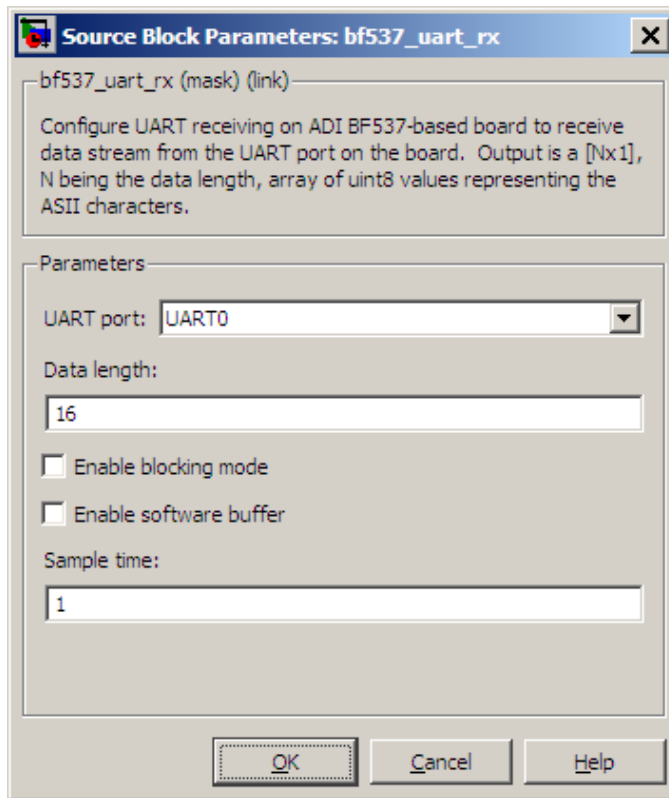 Source Block Parameters: bf537_uart_rx
bf537_uart_rx (mask) (link)
Configure UART receiving on ADI BF537-based board to receive
data stream from the UART port on the board.  Output is a [Nx1],
N being the data length, array of uint8 values representing the
ASII characters.
Parameters
UART port: UART0
Data length:
16
Enable blocking mode
Enable software buffer
Sample time:
1
OK Cancel Help